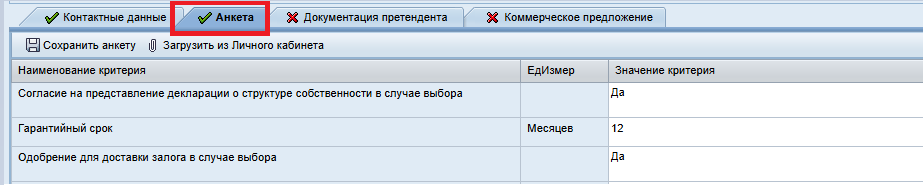 Контактные данные Анкета Документация претендента Коммерческое предложение
Сохранить анкету Загрузить из Личного кабинета
Наименование критерия ЕдИзмер Значение критерия
Согласие на представление декларации о структуре собственности в случае выбора Да
Гарантийный срок Месяцев 12
Одобрение для доставки залога в случае выбора Да